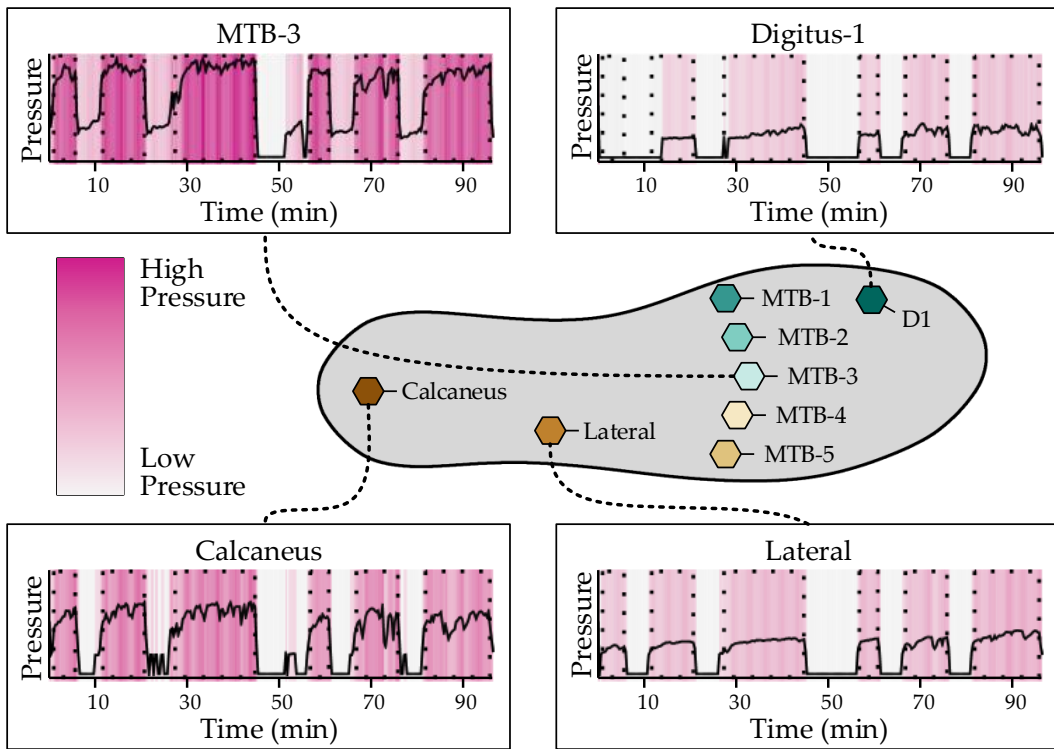 MTB-3
Pressure
10 30 50 70 90
Time (min)
Digitus-1
Pressure
10 30 50 70 90
Time (min)
High
Pressure
Low
Pressure
MTB-1
D1
MTB-2
MTB-3
Calcaneus
MTB-4
Lateral
MTB-5
Calcaneus
Pressure
10 30 50 70 90
Time (min)
Lateral
Pressure
10 30 50 70 90
Time (min)